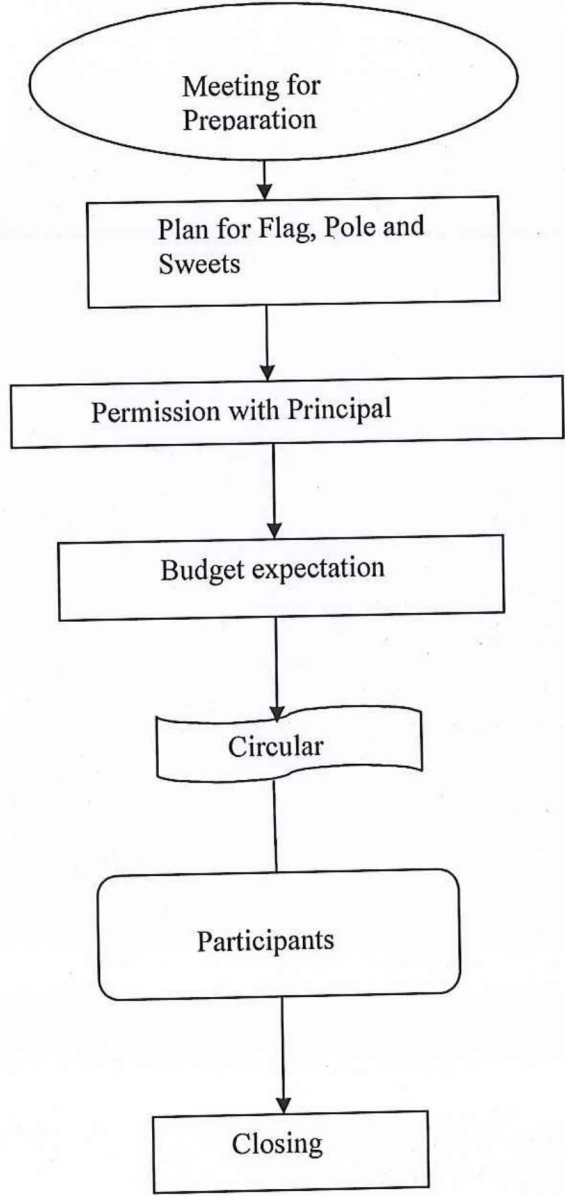 Meeting for
Preparation
Plan for Flag, Pole and
Sweets
Permission with Principal
Budget expectation
Circular
Participants
Closing